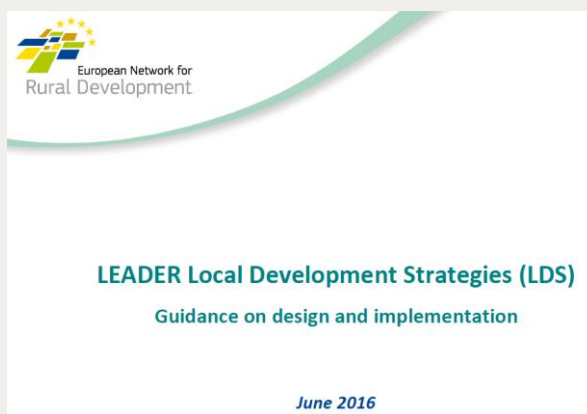 European Network for
Rural Development
LEADER Local Development Strategies (LDS)
Guidance on design and implementation
June 2016